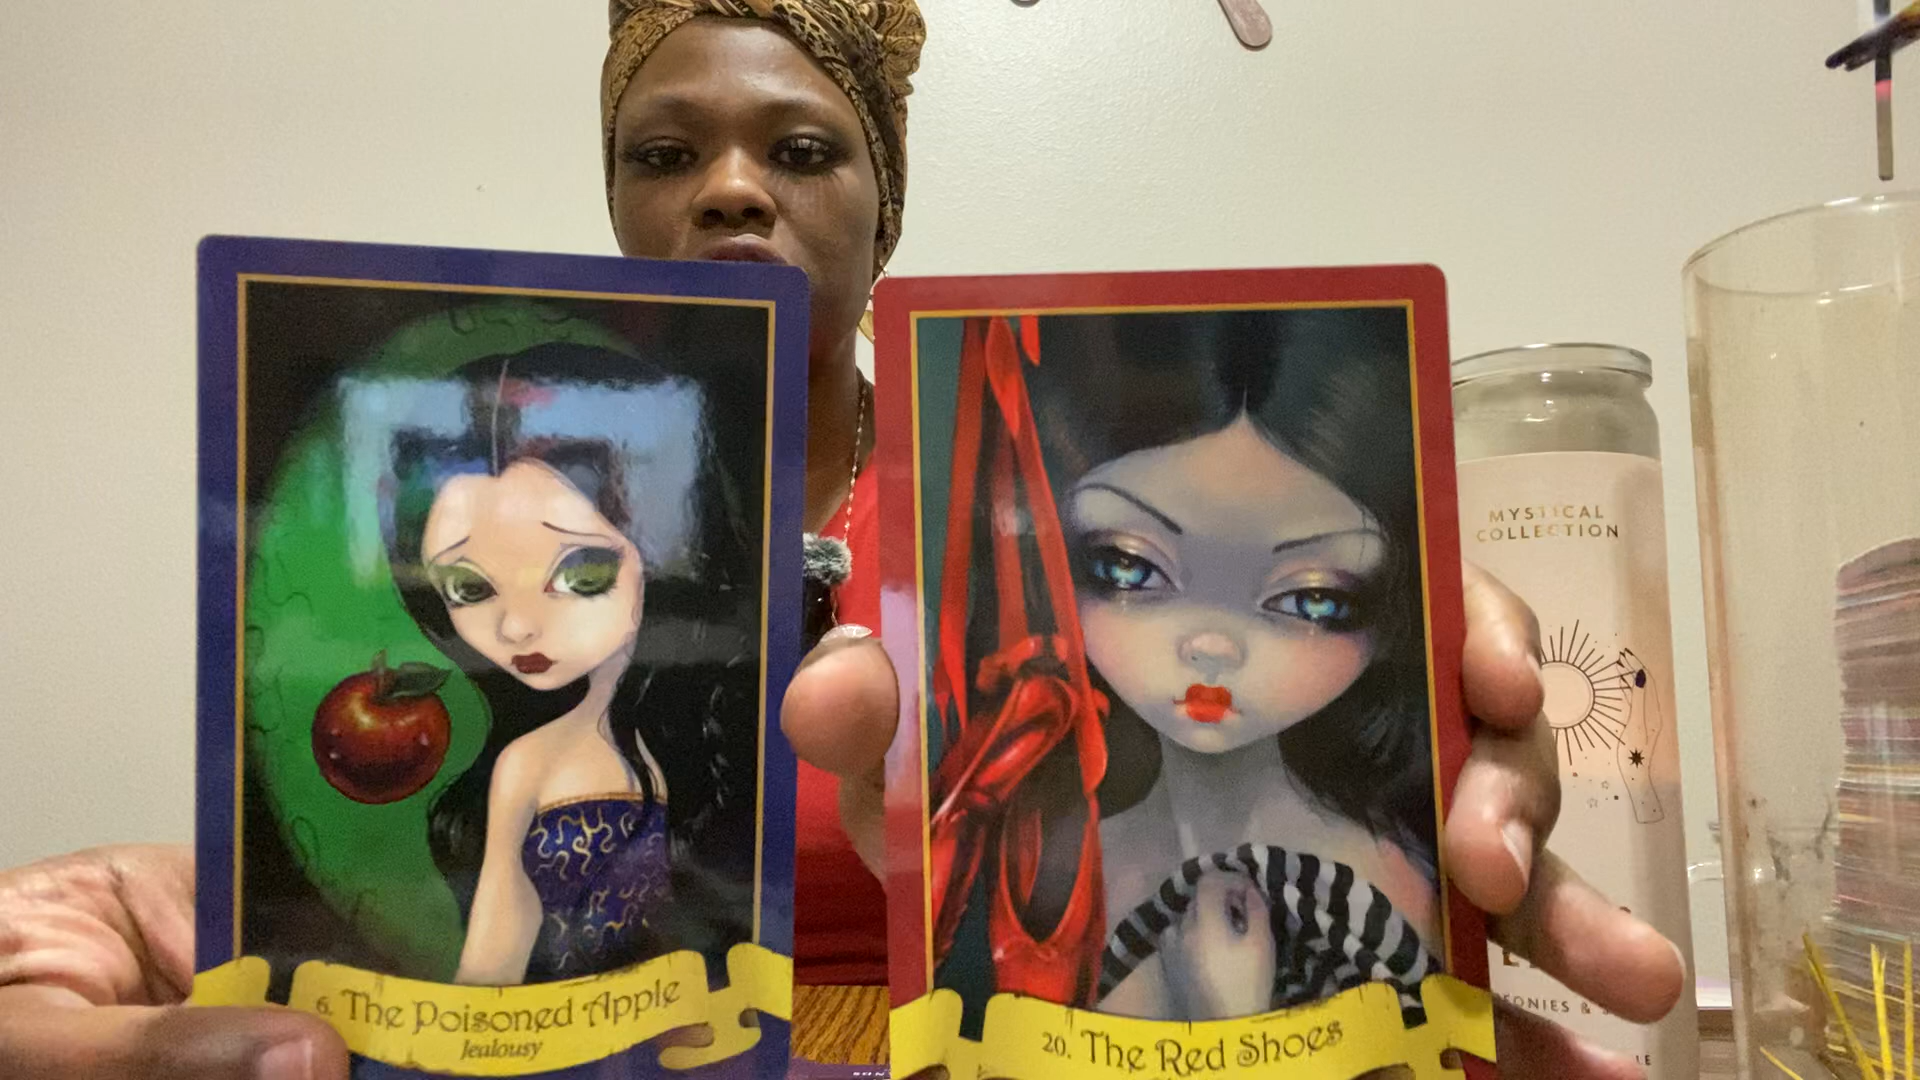 6. The Poisoned Apple
Jealousy
20. The Red Shoes
MYSTICAL
COLLECTION